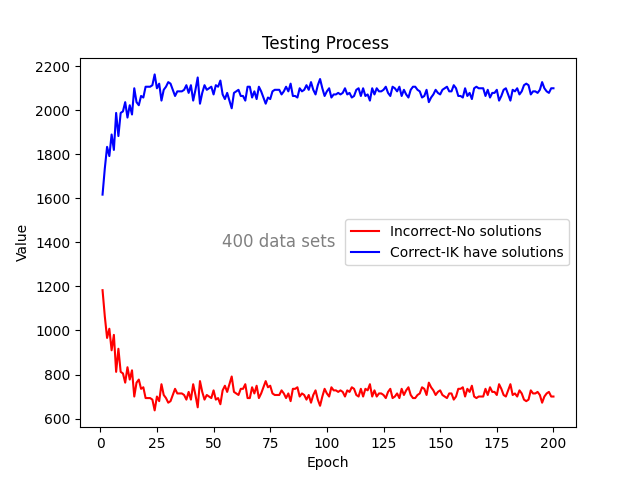 Testing Process
2200
2000
1800
1600
1400
1200
1000
800
600
Value
400 data sets
Incorrect-No solutions
Correct-IK have solutions
0 25 50 75 100 125 150 175 200
Epoch